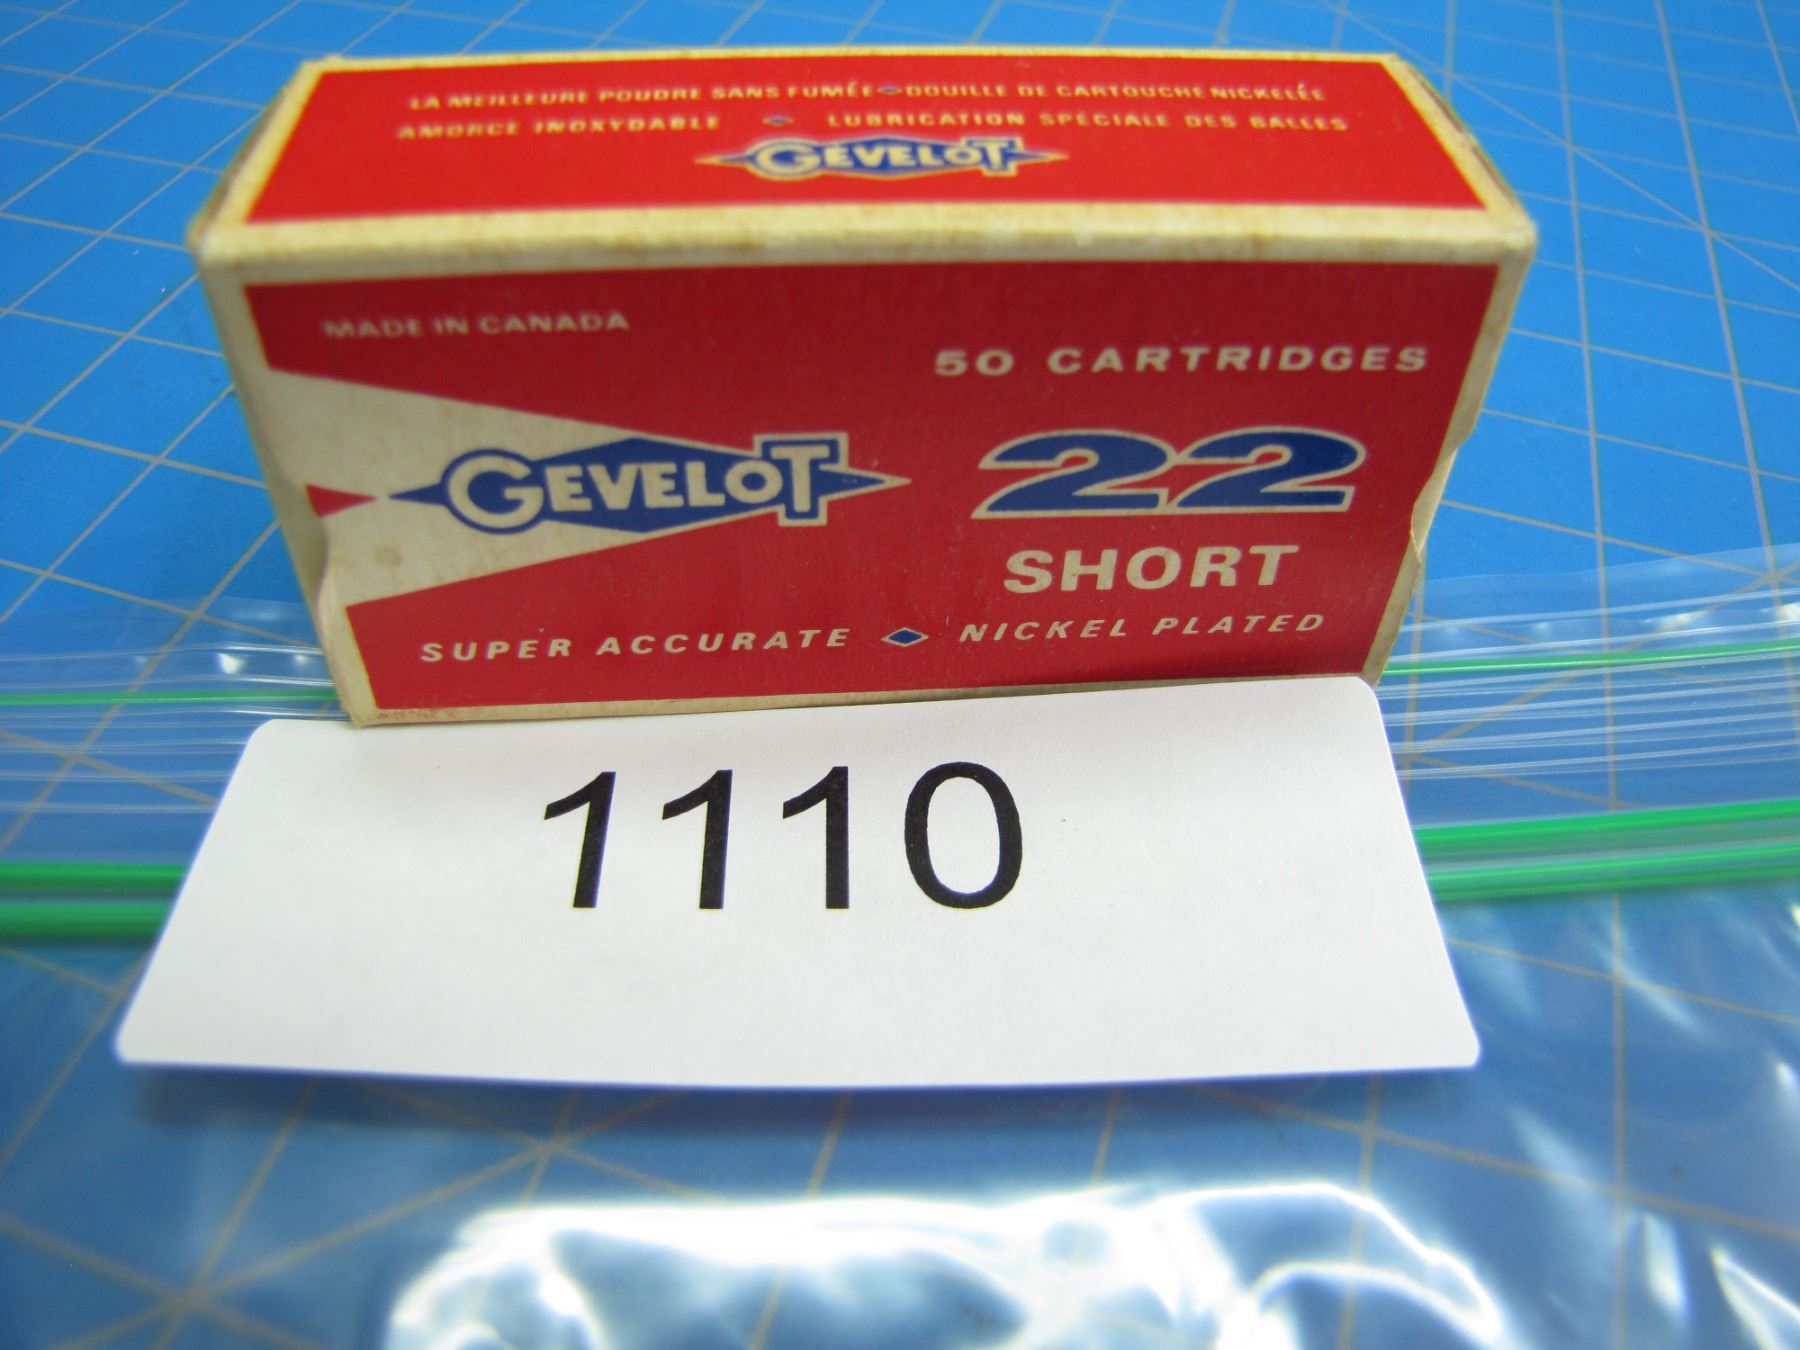 LA MEILLEURE POUDRE SANS FUMÉE DOUILLE DE CARTOUCHE NICKELÉE
AMORCE INOXYDABLE LUBRICATION SPÉCIALE DES BALLES
GEVELOT
MADE IN CANADA
50 CARTRIDGES
GEVELOT
22
SHORT
SUPER ACCURATE NICKEL PLATED
1110